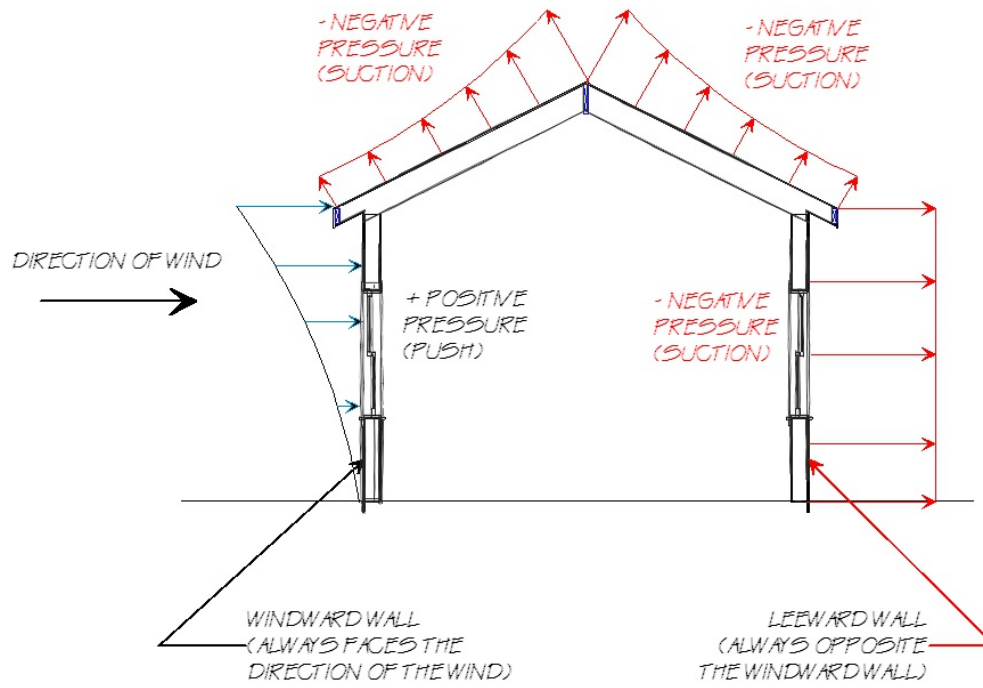 - NEGATIVE
PRESSURE
(SUCTION)
- NEGATIVE
PRESSURE
(SUCTION)
DIRECTION OF WIND
+ POSITIVE
PRESSURE
(PUSH)
- NEGATIVE
PRESSURE
(SUCTION)
WINDWARD WALL
(ALWAYS FACES THE
DIRECTION OF THE WIND)
LEEWARD WALL
(ALWAYS OPPOSITE
THE WINDWARD WALL)